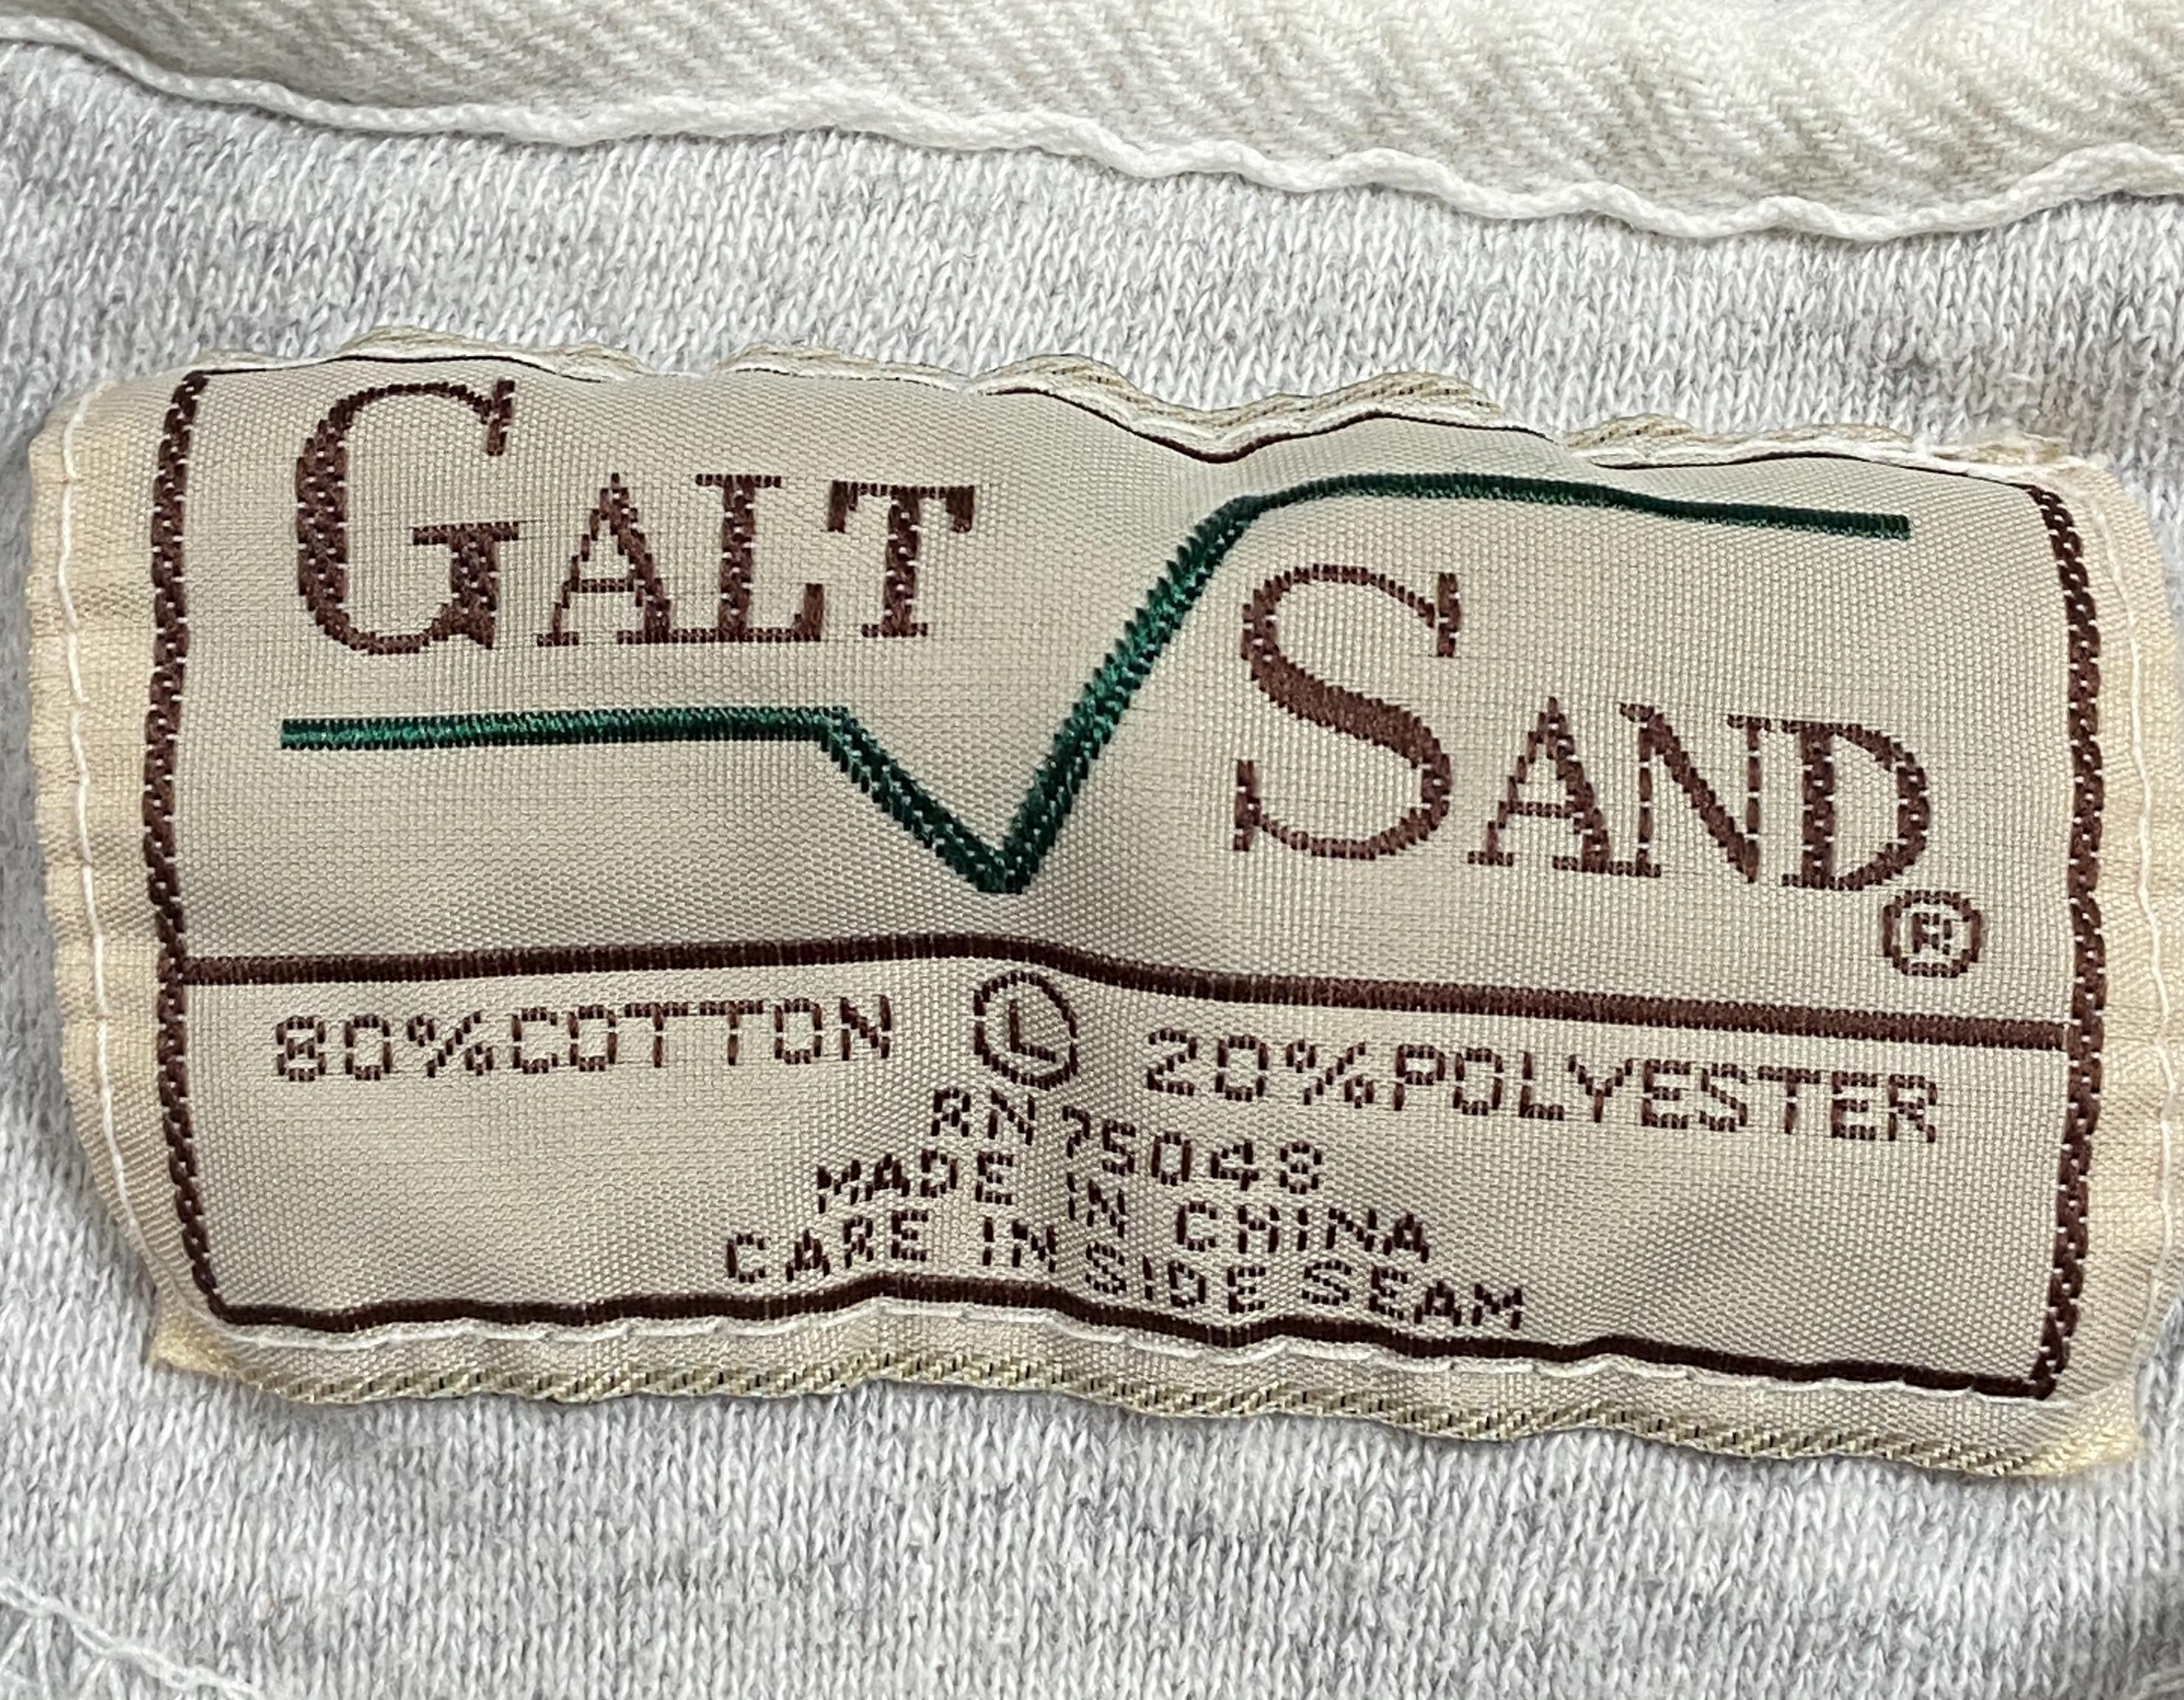 GALT
SAND®
80%COTTON L 20%POLYESTER
RN 75048
MADE IN CHINA
CARE IN SIDE SEAM